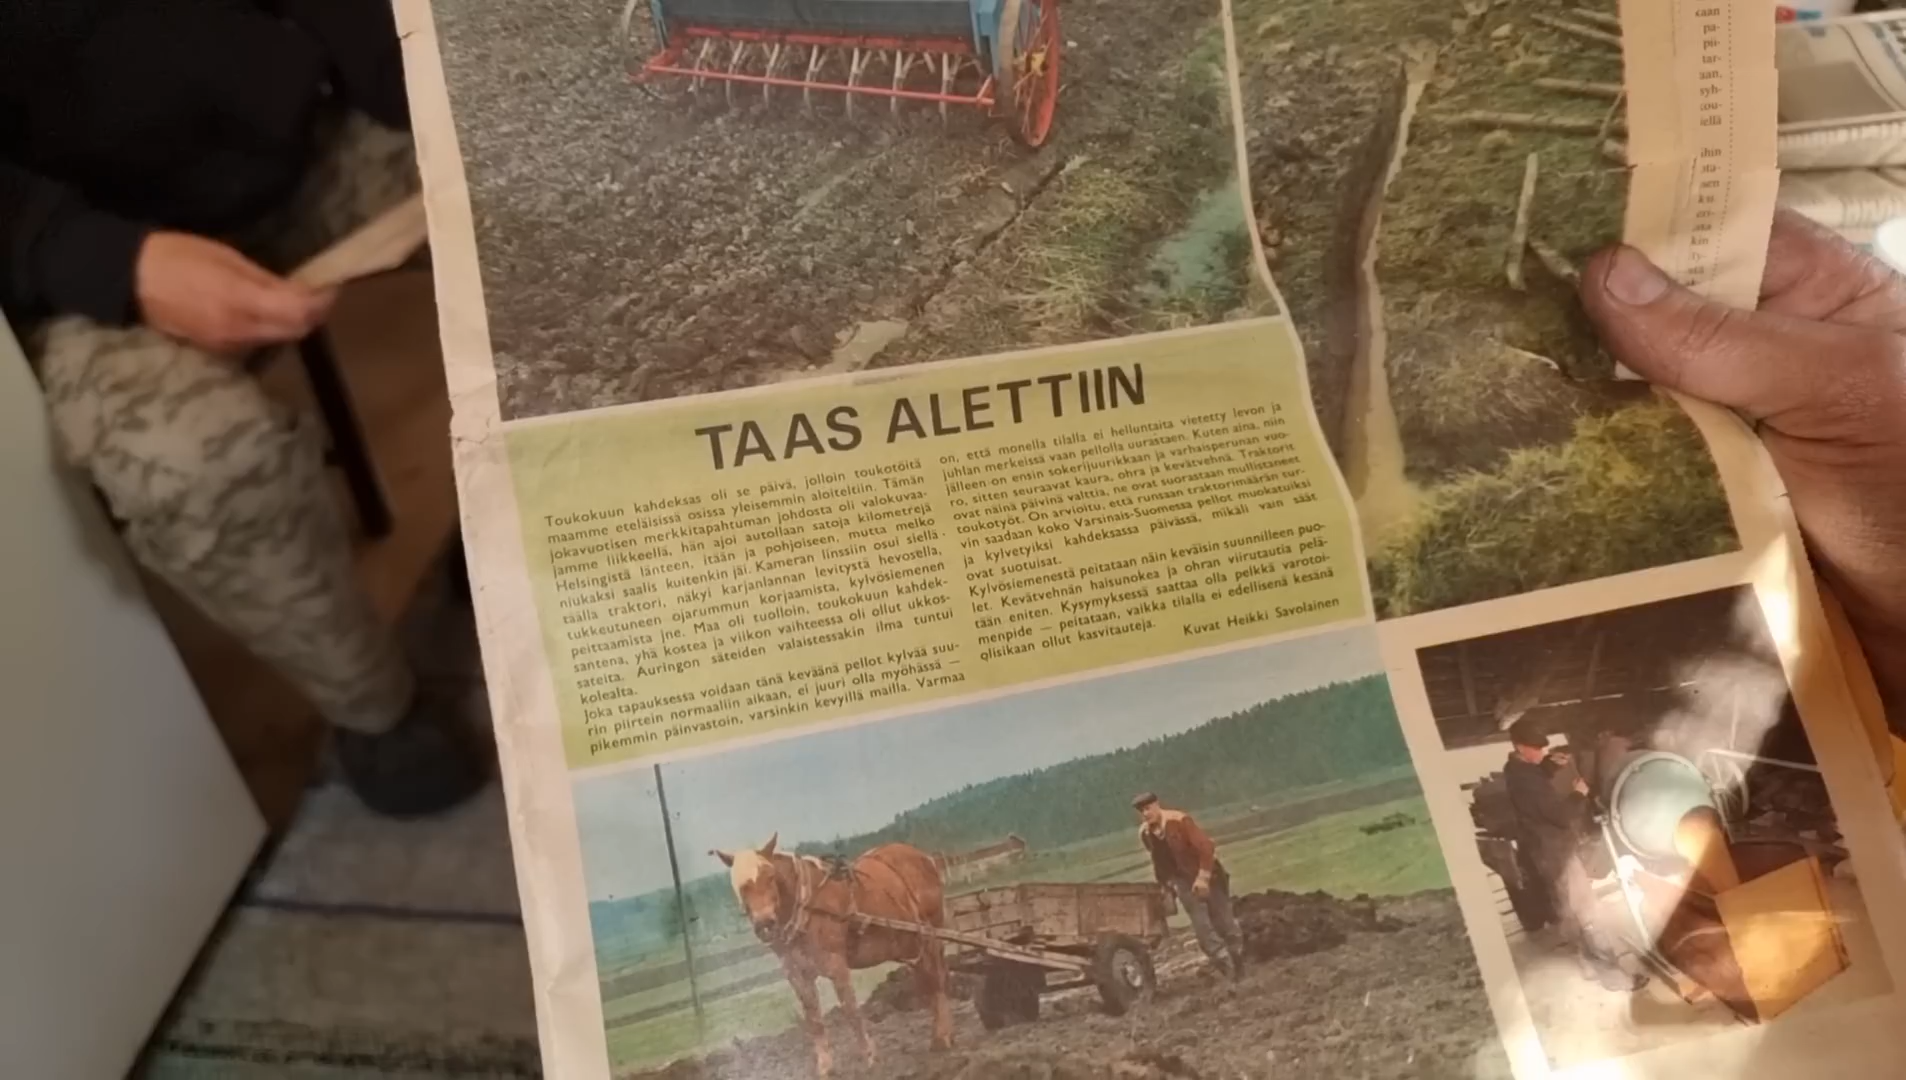 TAAS ALETTIIN
Toukokuun kahdeksas oli se päivä, jolloin toukotöitä
maamme eteläisissä osissa yleisemmin aloiteltiin. Tämän
jokavuotisen merkkitapahtuman johdosta oli valokuvaa-
jamme liikkeellä, hän ajoi autollaan satoja kilometrejä
Helsingistä länteen, itään ja pohjoiseen, mutta melko
niukaksi saalis kuitenkin jäi. Kameran linssiin osui siellä
täällä traktori, näkyi karjanlannan levitystä hevosella,
tukkeutuneen ojarummun korjaamista, kylvösiemenen
peittaamista jne. Maa oli tuolloin, toukokuun kahdek-
santena, yhä kostea ja viikon vaihteessa oli ollut ukkos-
sateita. Auringon säteiden valaistessakin ilma tuntui
kolealta.
Joka tapauksessa voidaan tänä keväänä pellot kylvää suu-
rin piirtein normaaliin aikaan, ei juuri olla myöhässä —
pikemmin päinvastoin, varsinkin kevyillä mailla. Varmaa
on, että monella tilalla ei helluntaita vietetty levon ja
juhlan merkeissä vaan pellolla uurastaen. Kuten aina, niin
jälleen on ensin sokerijuurikkaan ja varhaisperunan vuo-
ro, sitten seuraavat kaura, ohra ja kevätvehnä. Traktorit
ovat näinä päivinä valttia, ne ovat suorastaan mullistaneet
toukotyöt. On arvioitu, että runsaan traktorimäärän tur-
vin saadaan koko Varsinais-Suomessa pellot muokatuiksi
ja kylvetyiksi kahdeksassa päivässä, mikäli vain säät
ovat suotuisat.
Kylvösiemenestä peitataan näin keväisin suunnilleen puo-
let. Kevätvehnän haisunokea ja ohran viirutautia pelä-
tään eniten. Kysymyksessä saattaa olla pelkkä varotoi-
menpide — peitataan, vaikka tilalla ei edellisenä kesänä
olisikaan ollut kasvitauteja.
Kuvat Heikki Savolainen
pa-
pii-
tar-
aan,
syh-
iellä
ihin